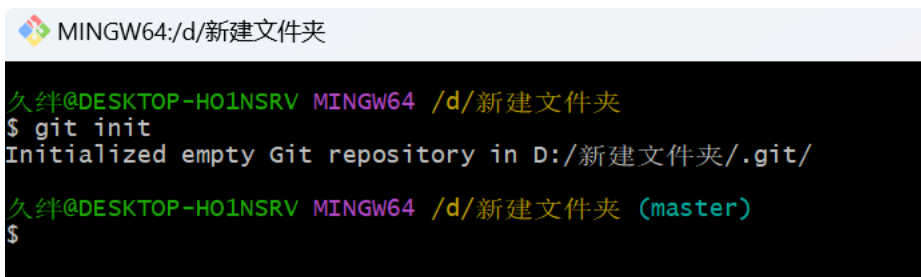 MINGW64:/d/新建文件夹
久绊@DESKTOP-HO1NSRV MINGW64 /d/新建文件夹
$ git init
Initialized empty Git repository in D:/新建文件夹/.git/
久绊@DESKTOP-HO1NSRV MINGW64 /d/新建文件夹 (master)
$